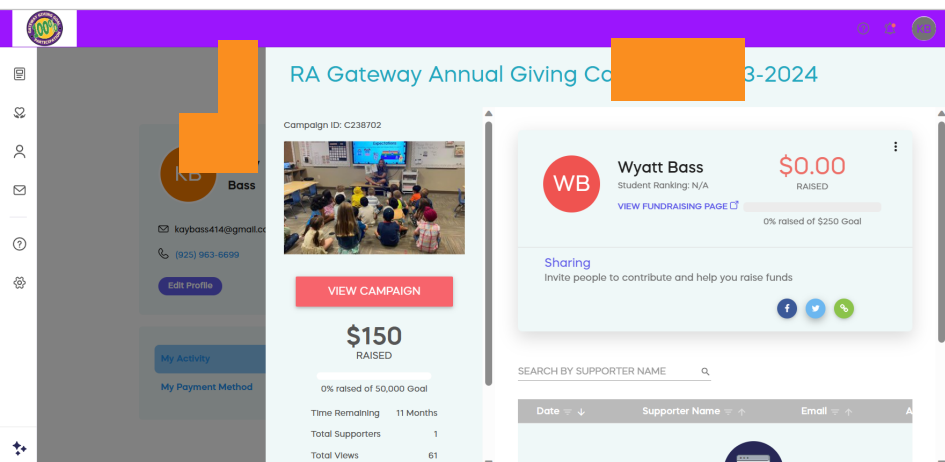 KB
RA Gateway Annual Giving
3-2024
KB
Bass
kaybass414@gmail.co
(925) 963-6699
Edit Profile
My Activity
My Payment Method
Campaign ID: C238702
VIEW CAMPAIGN
$150
RAISED
0% raised of 50,000 Goal
Time Remaining 11 Months
Total Supporters 1
Total Views 61
WB
Wyatt Bass
Student Ranking: N/A
VIEW FUNDRAISING PAGE
$0.00
RAISED
0% raised of $250 Goal
Sharing
Invite people to contribute and help you raise funds
SEARCH BY SUPPORTER NAME
Date Supporter Name Email A